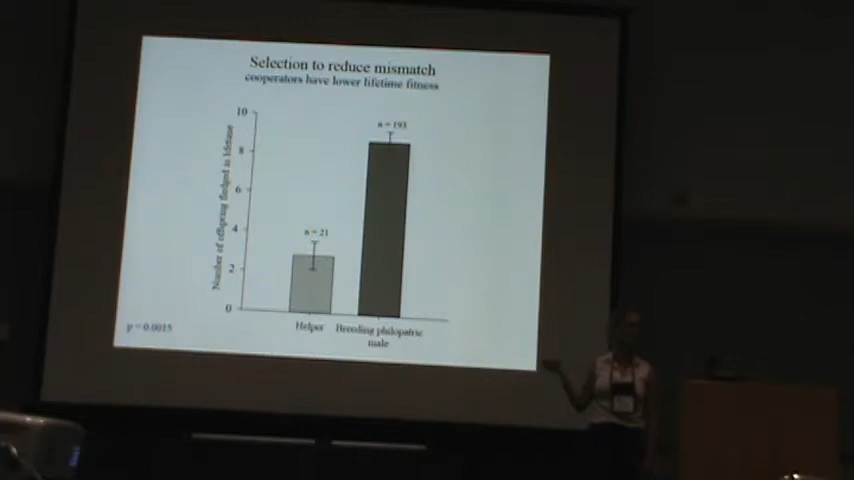 Selection to reduce mismatch
cooperators have lower lifetime fitness
Number of offspring fledged in lifetime
10
8
6
4
2
0
n = 21
n = 193
Helper
Breeding philopatric
male
p = 0.0015